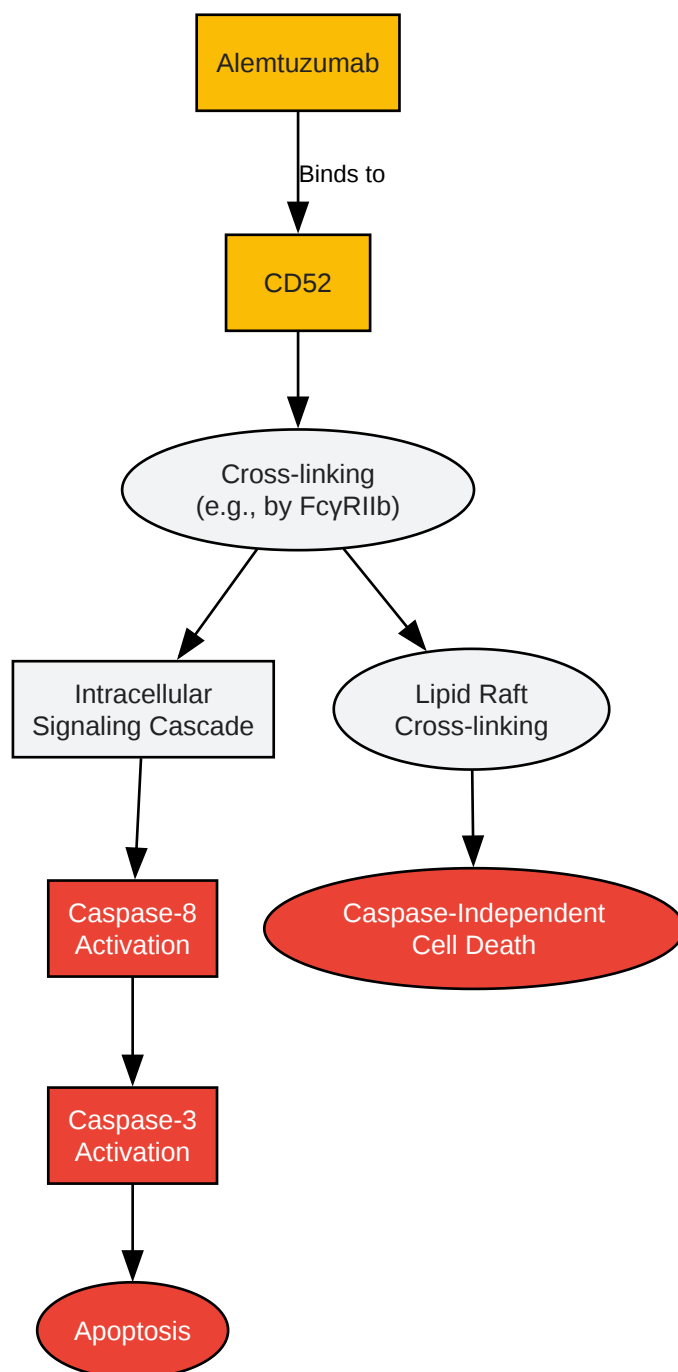 Alemtuzumab
Binds to
CD52
Cross-linking
(e.g., by FcγRIIb)
Intracellular
Signaling Cascade
Lipid Raft
Cross-linking
Caspase-8
Activation
Caspase-Independent
Cell Death
Caspase-3
Activation
Apoptosis